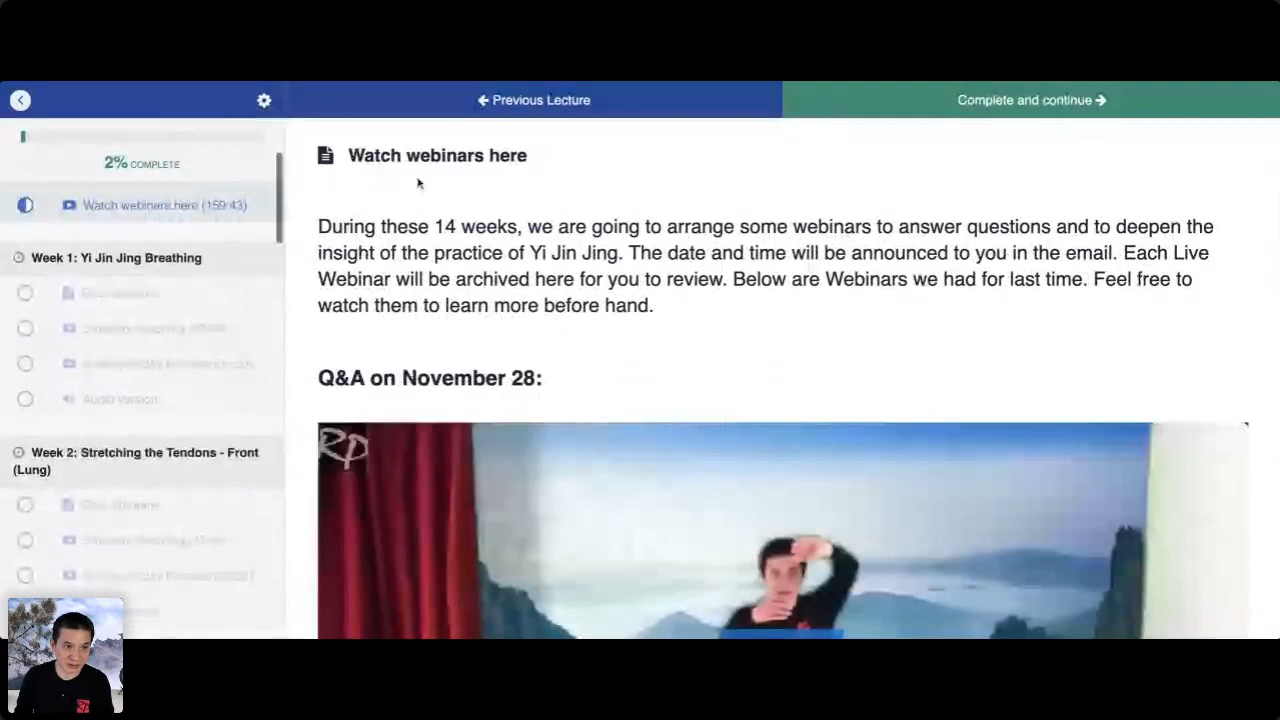 Previous Lecture
Complete and continue
2% COMPLETE
Watch webinars here (159:43)
Week 1: Yi Jin Jing Breathing
Audio Version
Week 2: Stretching the Tendons - Front
(Lung)
Watch webinars here
During these 14 weeks, we are going to arrange some webinars to answer questions and to deepen the
insight of the practice of Yi Jin Jing. The date and time will be announced to you in the email. Each Live
Webinar will be archived here for you to review. Below are Webinars we had for last time. Feel free to
watch them to learn more before hand.
Q&A on November 28:
RP